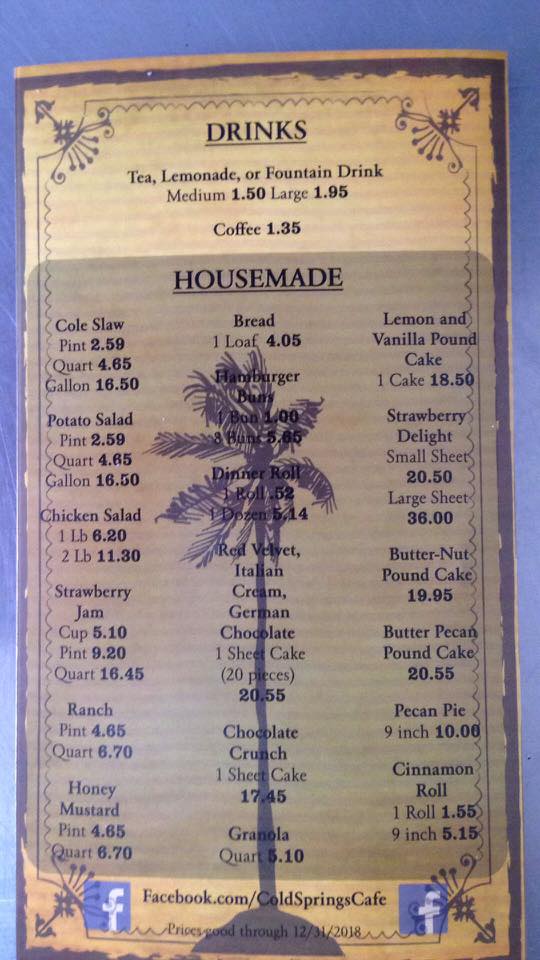 DRINKS
Tea, Lemonade, or Fountain Drink
Medium 1.50 Large 1.95
Coffee 1.35
HOUSEMADE
Cole Slaw
Pint 2.59
Quart 4.65
Gallon 16.50
Potato Salad
Pint 2.59
Quart 4.65
Gallon 16.50
Chicken Salad
1 Lb 6.20
2 Lb 11.30
Strawberry
Jam
Cup 5.10
Pint 9.20
Quart 16.45
Ranch
Pint 4.65
Quart 6.70
Honey
Mustard
Pint 4.65
Quart 6.70
Bread
1 Loaf 4.05
Hamburger
Buns
1 Bun 1.00
8 Buns 5.65
Dinner Roll
1 Roll .52
1 Dozen 5.14
Red Velvet,
Italian
Cream,
German
Chocolate
1 Sheet Cake
(20 pieces)
20.55
Chocolate
Crunch
1 Sheet Cake
17.45
Granola
Quart 5.10
Lemon and
Vanilla Pound
Cake
1 Cake 18.50
Strawberry
Delight
Small Sheet
20.50
Large Sheet
36.00
Butter-Nut
Pound Cake
19.95
Butter Pecan
Pound Cake
20.55
Pecan Pie
9 inch 10.00
Cinnamon
Roll
1 Roll 1.55
9 inch 5.15
f Facebook.com/ColdSpringsCafe f
Prices good through 12/31/2018